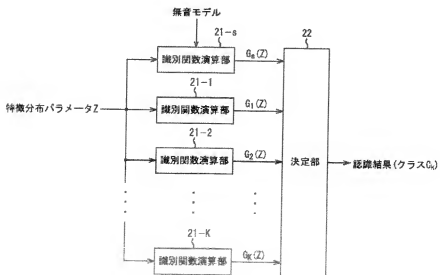 無音モデル
21-s
22
識別関数演算部
Gs(Z)
21-1
特徴分布パラメータZ
識別関数演算部
G1(Z)
21-2
識別関数演算部
G2(Z)
決定部
認識結果(クラスCk)
21-K
識別関数演算部
GK(Z)